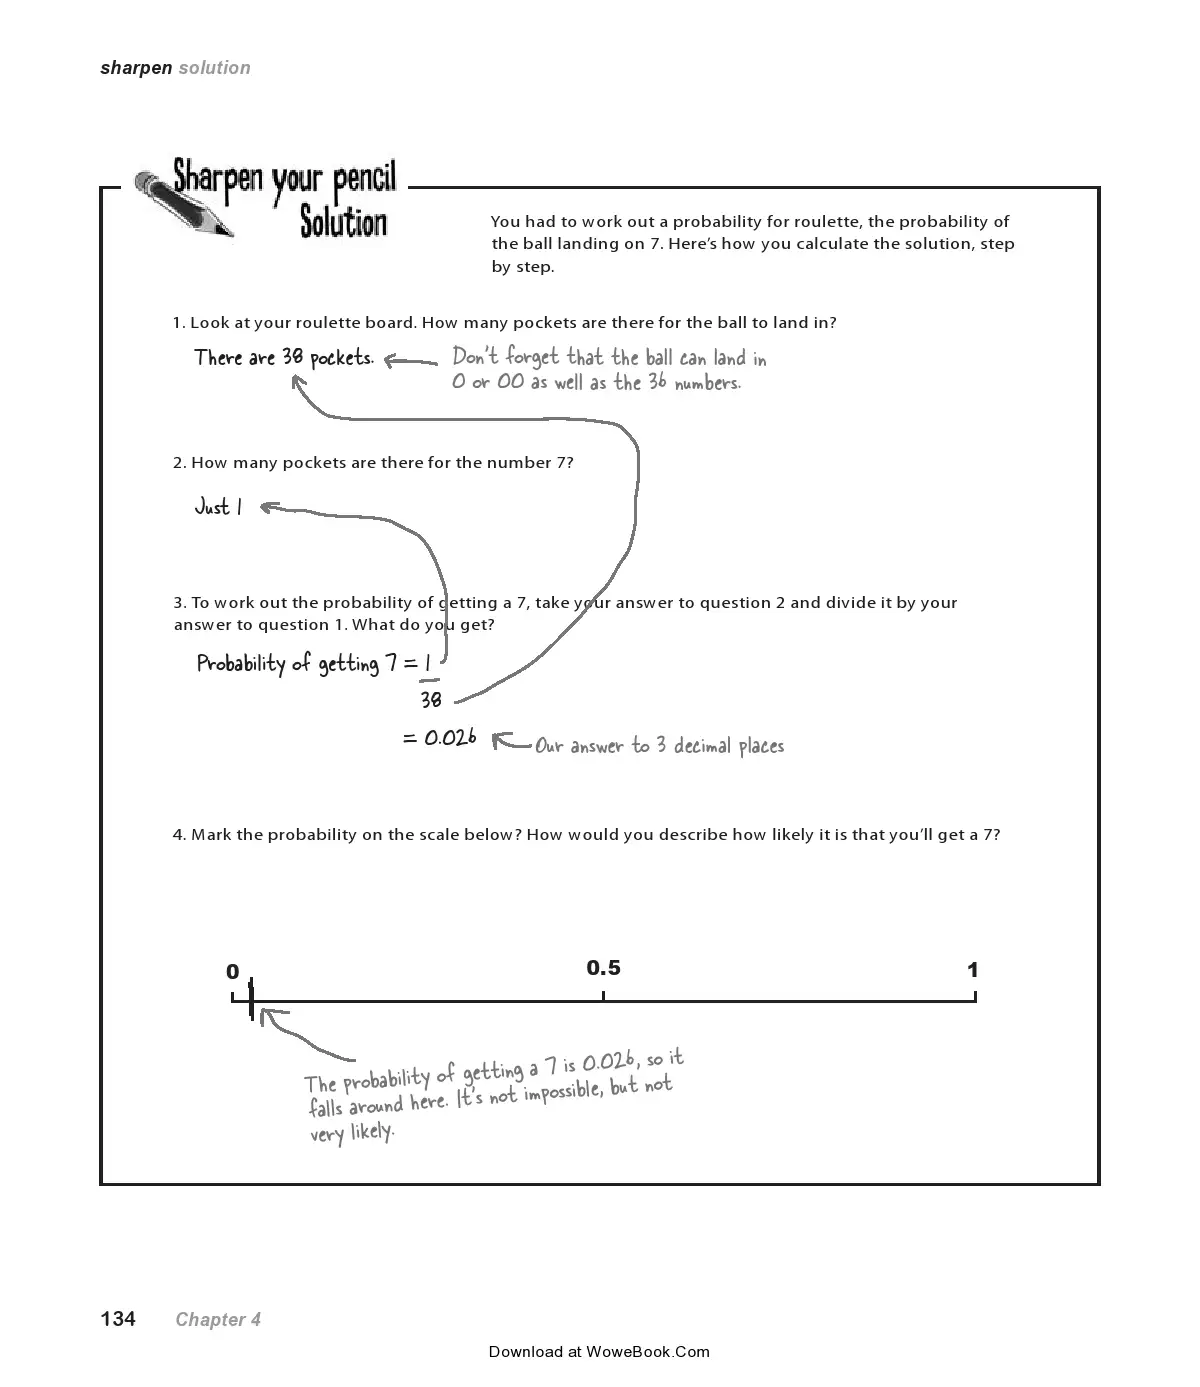 sharpen solution
Sharpen your pencil
Solution
You had to work out a probability for roulette, the probability of
the ball landing on 7. Here’s how you calculate the solution, step
by step.
1. Look at your roulette board. How many pockets are there for the ball to land in?
There are 38 pockets.
Don't forget that the ball can land in
0 or 00 as well as the 36 numbers.
2. How many pockets are there for the number 7?
Just 1
3. To work out the probability of getting a 7, take your answer to question 2 and divide it by your
answer to question 1. What do you get?
Probability of getting 7 = 1
38
= 0.026
Our answer to 3 decimal places
4. Mark the probability on the scale below? How would you describe how likely it is that you’ll get a 7?
0 0.5 1
The probability of getting a 7 is 0.026, so it
falls around here. It's not impossible, but not
very likely.
134 Chapter 4
Download at WoweBook.Com